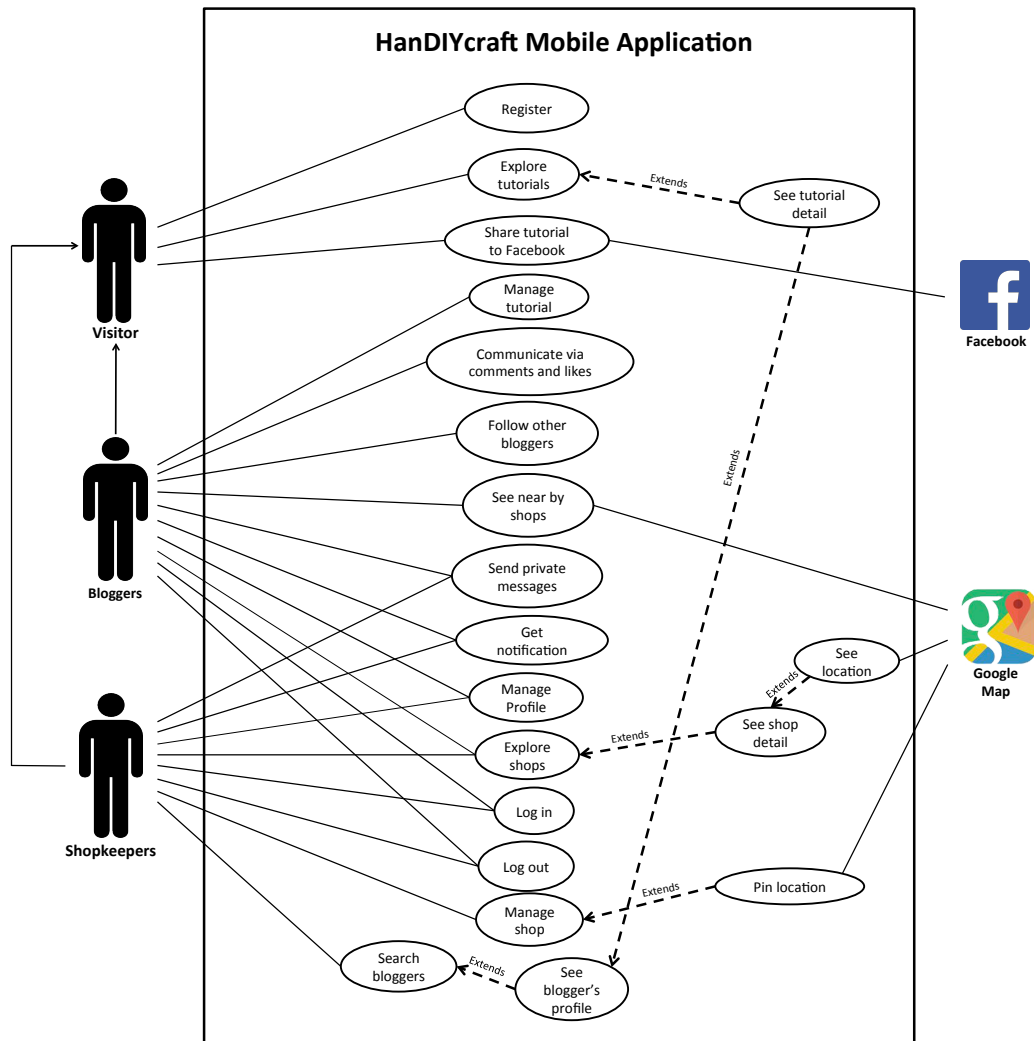 HanDIYcraft Mobile Application
Register
Explore
tutorials
Extends
See tutorial
detail
Share tutorial
to Facebook
Visitor
Facebook
Manage
tutorial
Communicate via
comments and likes
Follow other
bloggers
Extends
See near by
shops
Bloggers
Send private
messages
Get
notification
See
location
Google
Map
Extends
Manage
Profile
See shop
detail
Extends
Explore
shops
Log in
Shopkeepers
Log out
Extends
Pin location
Manage
shop
Search
bloggers
Extends
See
blogger's
profile